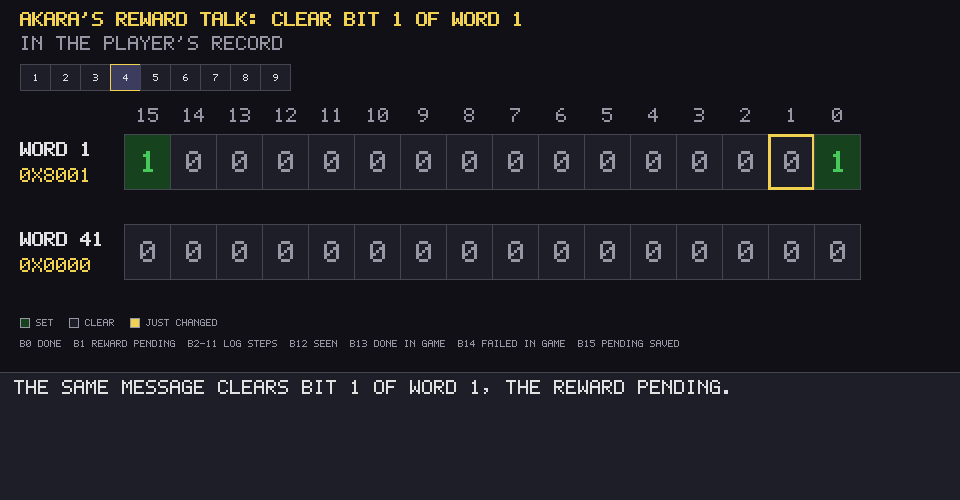 AKARA'S REWARD TALK: CLEAR BIT 1 OF WORD 1
IN THE PLAYER'S RECORD
1 2 3 4 5 6 7 8 9
15 14 13 12 11 10 9 8 7 6 5 4 3 2 1 0
WORD 1
0X8001
1 0 0 0 0 0 0 0 0 0 0 0 0 0 0 1
WORD 41
0X0000
0 0 0 0 0 0 0 0 0 0 0 0 0 0 0 0
SET CLEAR JUST CHANGED
B0 DONE B1 REWARD PENDING B2-11 LOG STEPS B12 SEEN B13 DONE IN GAME B14 FAILED IN GAME B15 PENDING SAVED
THE SAME MESSAGE CLEARS BIT 1 OF WORD 1, THE REWARD PENDING.